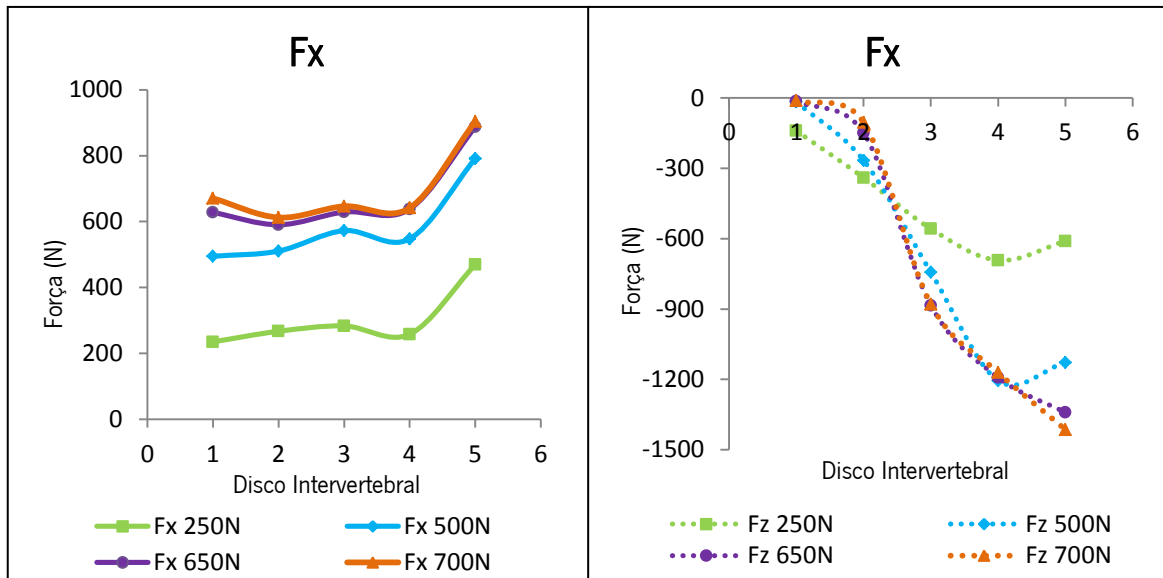 Fx
1000
800
600
400
200
0
Força (N)
0 1 2 3 4 5 6
Disco Intervertebral
Fx 250N Fx 500N
Fx 650N Fx 700N
Fx
0
-300
-600
-900
-1200
-1500
Força (N)
0 1 2 3 4 5 6
Disco Intervertebral
Fz 250N Fz 500N
Fz 650N Fz 700N